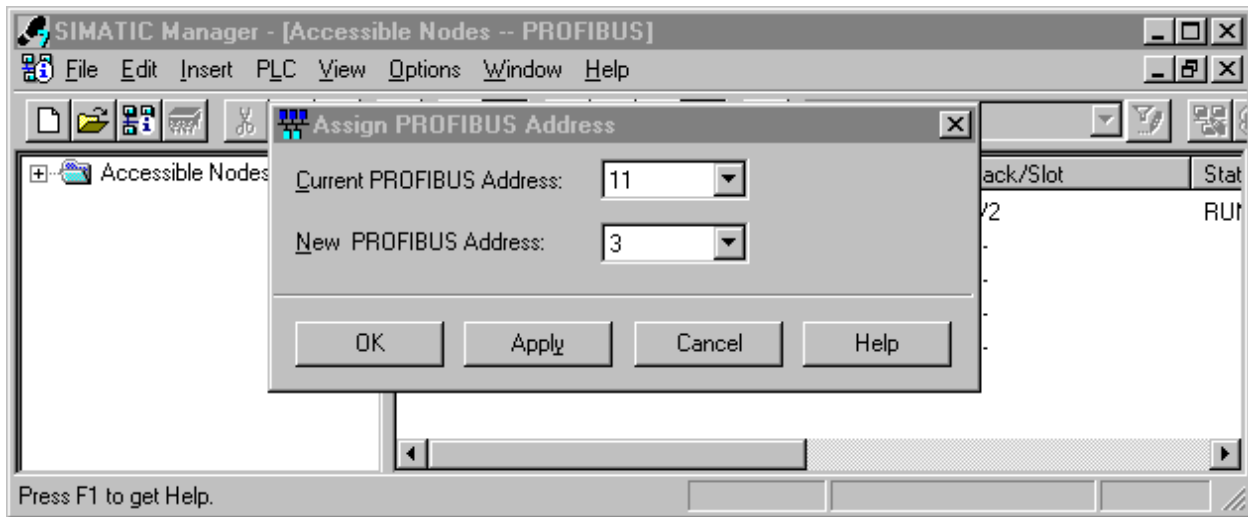 SIMATIC Manager - [Accessible Nodes -- PROFIBUS]
File Edit Insert PLC View Options Window Help
Assign PROFIBUS Address
Accessible Nodes
Current PROFIBUS Address: 11
New PROFIBUS Address: 3
OK Apply Cancel Help
ack/Slot Stat
/2 RUN
Press F1 to get Help.